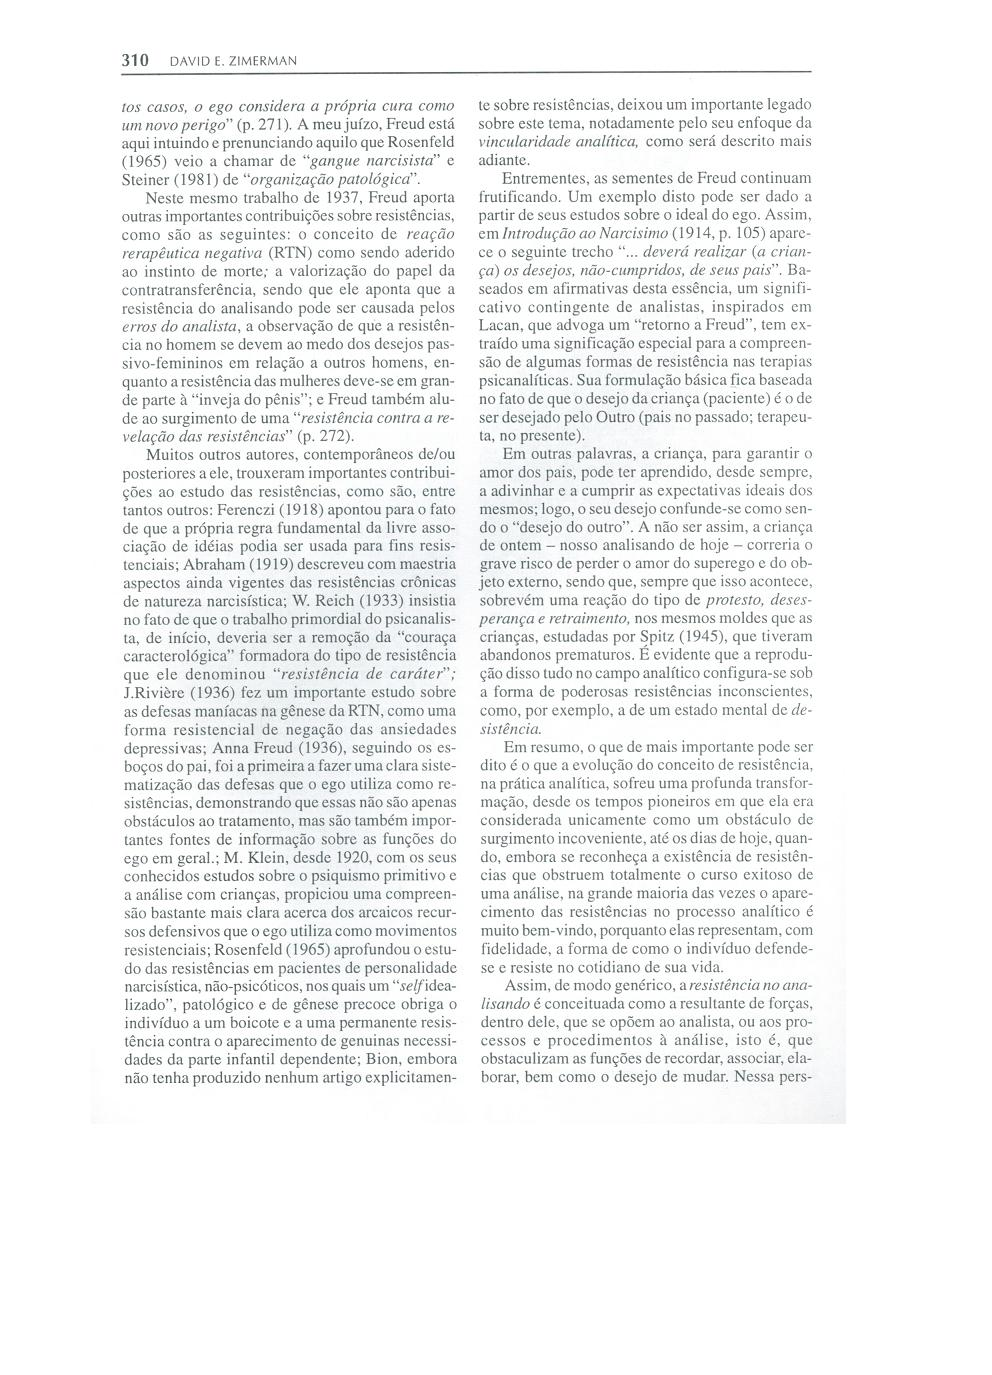 310 DAVID E. ZIMERMAN
tos casos, o ego considera a própria cura como
um novo perigo” (p. 271). A meu juízo, Freud está
aqui intuindo e prenunciando aquilo que Rosenfeld
(1965) veio a chamar de “gangue narcisista” e
Steiner (1981) de “organização patológica”.
Neste mesmo trabalho de 1937, Freud aporta
outras importantes contribuições sobre resistências,
como são as seguintes: o conceito de reação
rerapêutica negativa (RTN) como sendo aderido
ao instinto de morte; a valorização do papel da
contratransferência, sendo que ele aponta que a
resistência do analisando pode ser causada pelos
erros do analista, a observação de que a resistên-
cia no homem se devem ao medo dos desejos pas-
sivo-femininos em relação a outros homens, en-
quanto a resistência das mulheres deve-se em gran-
de parte à “inveja do pênis”; e Freud também alu-
de ao surgimento de uma “resistência contra a re-
velação das resistências” (p. 272).
Muitos outros autores, contemporâneos de/ou
posteriores a ele, trouxeram importantes contribui-
ções ao estudo das resistências, como são, entre
tantos outros: Ferenczi (1918) apontou para o fato
de que a própria regra fundamental da livre asso-
ciação de idéias podia ser usada para fins resis-
tenciais; Abraham (1919) descreveu com maestria
aspectos ainda vigentes das resistências crônicas
de natureza narcisística; W. Reich (1933) insistia
no fato de que o trabalho primordial do psicanalis-
ta, de início, deveria ser a remoção da “couraça
caracterológica” formadora do tipo de resistência
que ele denominou “resistência de caráter”;
J.Rivière (1936) fez um importante estudo sobre
as defesas maníacas na gênese da RTN, como uma
forma resistencial de negação das ansiedades
depressivas; Anna Freud (1936), seguindo os es-
boços do pai, foi a primeira a fazer uma clara siste-
matização das defesas que o ego utiliza como re-
sistências, demonstrando que essas não são apenas
obstáculos ao tratamento, mas são também impor-
tantes fontes de informação sobre as funções do
ego em geral.; M. Klein, desde 1920, com os seus
conhecidos estudos sobre o psiquismo primitivo e
a análise com crianças, propiciou uma compreen-
são bastante mais clara acerca dos arcaicos recur-
sos defensivos que o ego utiliza como movimentos
resistenciais; Rosenfeld (1965) aprofundou o estu-
do das resistências em pacientes de personalidade
narcisística, não-psicóticos, nos quais um “self idea-
lizado”, patológico e de gênese precoce obriga o
indivíduo a um boicote e a uma permanente resis-
tência contra o aparecimento de genuinas necessi-
dades da parte infantil dependente; Bion, embora
não tenha produzido nenhum artigo explicitamen-
te sobre resistências, deixou um importante legado
sobre este tema, notadamente pelo seu enfoque da
vincularidade analítica, como será descrito mais
adiante.
Entrementes, as sementes de Freud continuam
frutificando. Um exemplo disto pode ser dado a
partir de seus estudos sobre o ideal do ego. Assim,
em Introdução ao Narcisimo (1914, p. 105) apare-
ce o seguinte trecho “... deverá realizar (a crian-
ça) os desejos, não-cumpridos, de seus pais”. Ba-
seados em afirmativas desta essência, um signifi-
cativo contingente de analistas, inspirados em
Lacan, que advoga um “retorno a Freud”, tem ex-
traído uma significação especial para a compreen-
são de algumas formas de resistência nas terapias
psicanalíticas. Sua formulação básica fica baseada
no fato de que o desejo da criança (paciente) é o de
ser desejado pelo Outro (pais no passado; terapeu-
ta, no presente).
Em outras palavras, a criança, para garantir o
amor dos pais, pode ter aprendido, desde sempre,
a adivinhar e a cumprir as expectativas ideais dos
mesmos; logo, o seu desejo confunde-se como sen-
do o “desejo do outro”. A não ser assim, a criança
de ontem – nosso analisando de hoje – correria o
grave risco de perder o amor do superego e do ob-
jeto externo, sendo que, sempre que isso acontece,
sobrevém uma reação do tipo de protesto, deses-
perança e retraimento, nos mesmos moldes que as
crianças, estudadas por Spitz (1945), que tiveram
abandonos prematuros. É evidente que a reprodu-
ção disso tudo no campo analítico configura-se sob
a forma de poderosas resistências inconscientes,
como, por exemplo, a de um estado mental de de-
sistência.
Em resumo, o que de mais importante pode ser
dito é o que a evolução do conceito de resistência,
na prática analítica, sofreu uma profunda transfor-
mação, desde os tempos pioneiros em que ela era
considerada unicamente como um obstáculo de
surgimento incoveniente, até os dias de hoje, quan-
do, embora se reconheça a existência de resistên-
cias que obstruem totalmente o curso exitoso de
uma análise, na grande maioria das vezes o apare-
cimento das resistências no processo analítico é
muito bem-vindo, porquanto elas representam, com
fidelidade, a forma de como o indivíduo defende-
se e resiste no cotidiano de sua vida.
Assim, de modo genérico, a resistência no ana-
lisando é conceituada como a resultante de forças,
dentro dele, que se opõem ao analista, ou aos pro-
cessos e procedimentos à análise, isto é, que
obstaculizam as funções de recordar, associar, ela-
borar, bem como o desejo de mudar. Nessa pers-